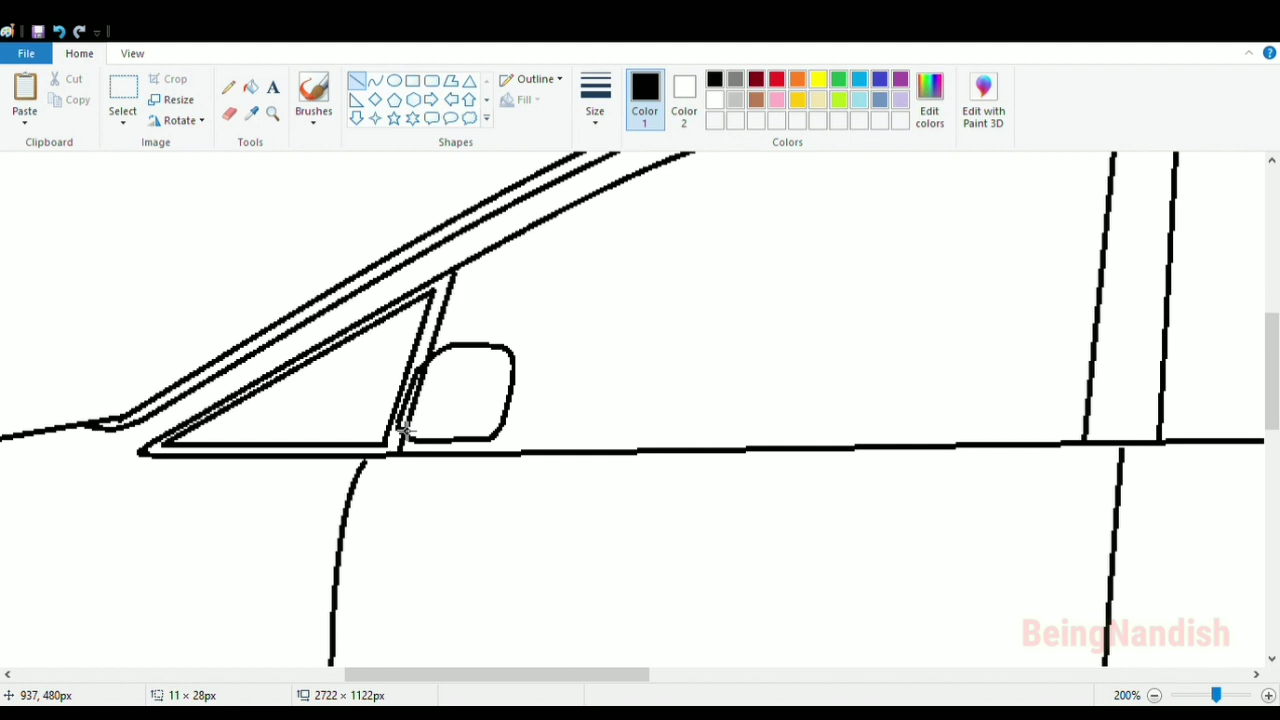 File Home View
Paste
Cut
Copy
Clipboard
Select
Crop
Resize
Rotate
Image
Tools
Brushes
Shapes
Outline
Fill
Size
Color 1
Color 2
Colors
Edit colors
Edit with Paint 3D
BeingNandish
937, 480px
11 × 28px
2722 × 1122px
200%